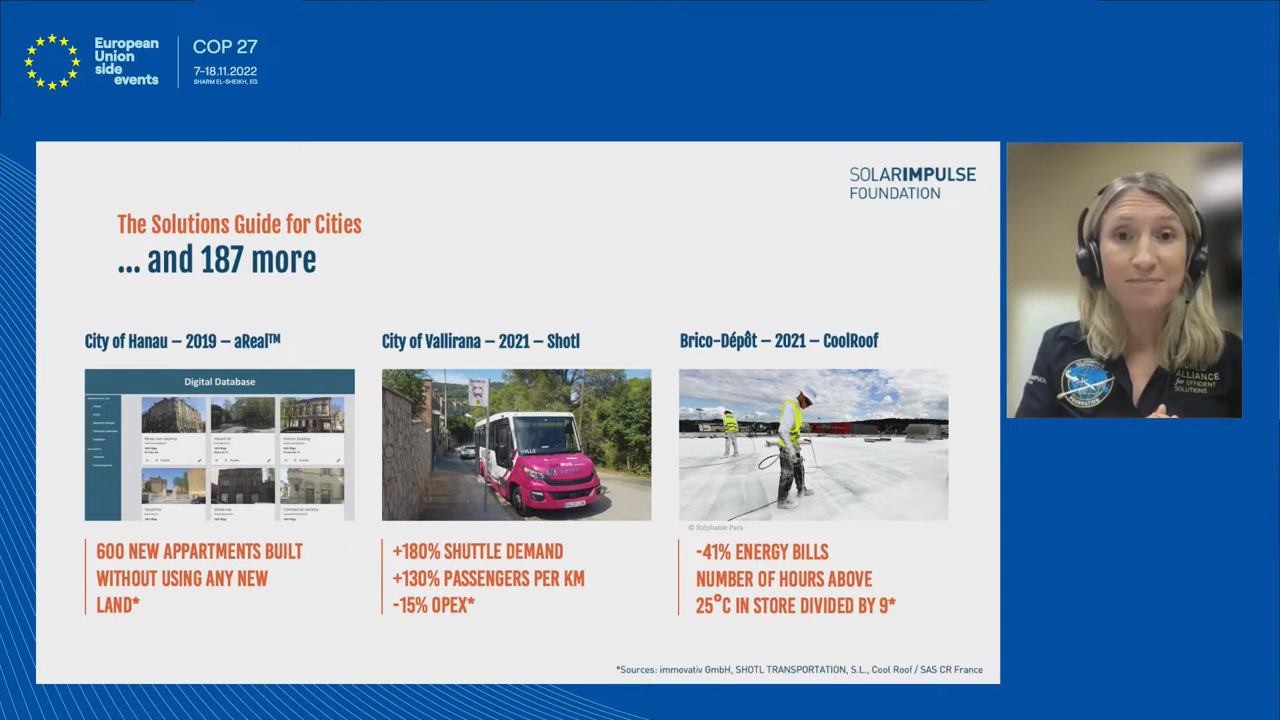 European
Union
side
events
COP 27
7-18.11.2022
SHARM EL-SHEIKH, EG
SOLARIMPULSE
FOUNDATION
The Solutions Guide for Cities
... and 187 more
City of Hanau – 2019 – aReal™
City of Vallirana – 2021 – Shotl
Brico-Dépôt – 2021 – CoolRoof
Digital Database
BUS
© Stéphanie Para
600 NEW APPARTMENTS BUILT
WITHOUT USING ANY NEW
LAND*
+180% SHUTTLE DEMAND
+130% PASSENGERS PER KM
-15% OPEX*
-41% ENERGY BILLS
NUMBER OF HOURS ABOVE
25°C IN STORE DIVIDED BY 9*
*Sources: immovativ GmbH, SHOTL TRANSPORTATION, S.L., Cool Roof / SAS CR France
WORLD
ALLIANCE
for EFFICIENT
SOLUTIONS
FOUNDATION